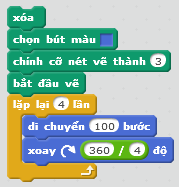 xóa
chọn bút màu
chỉnh cỡ nét vẽ thành 3
bắt đầu vẽ
lặp lại 4 lần
di chuyển 100 bước
xoay 360 / 4 độ